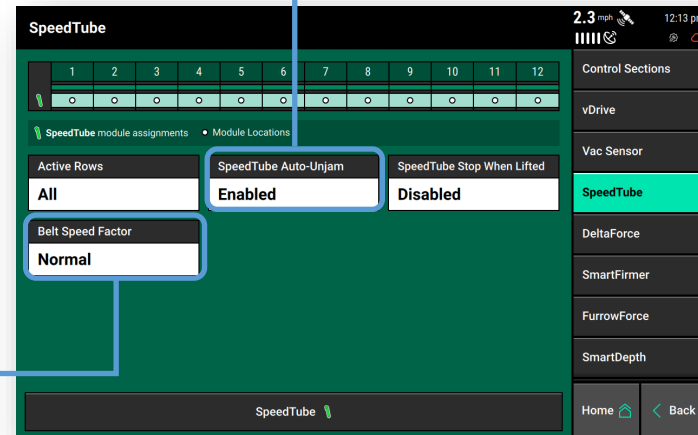 SpeedTube
2.3 mph
12:13 pm
1 2 3 4 5 6 7 8 9 10 11 12
SpeedTube module assignments Module Locations
Active Rows
All
SpeedTube Auto-Unjam
Enabled
SpeedTube Stop When Lifted
Disabled
Belt Speed Factor
Normal
SpeedTube
Control Sections
vDrive
Vac Sensor
SpeedTube
DeltaForce
SmartFirmer
FurrowForce
SmartDepth
Home
< Back